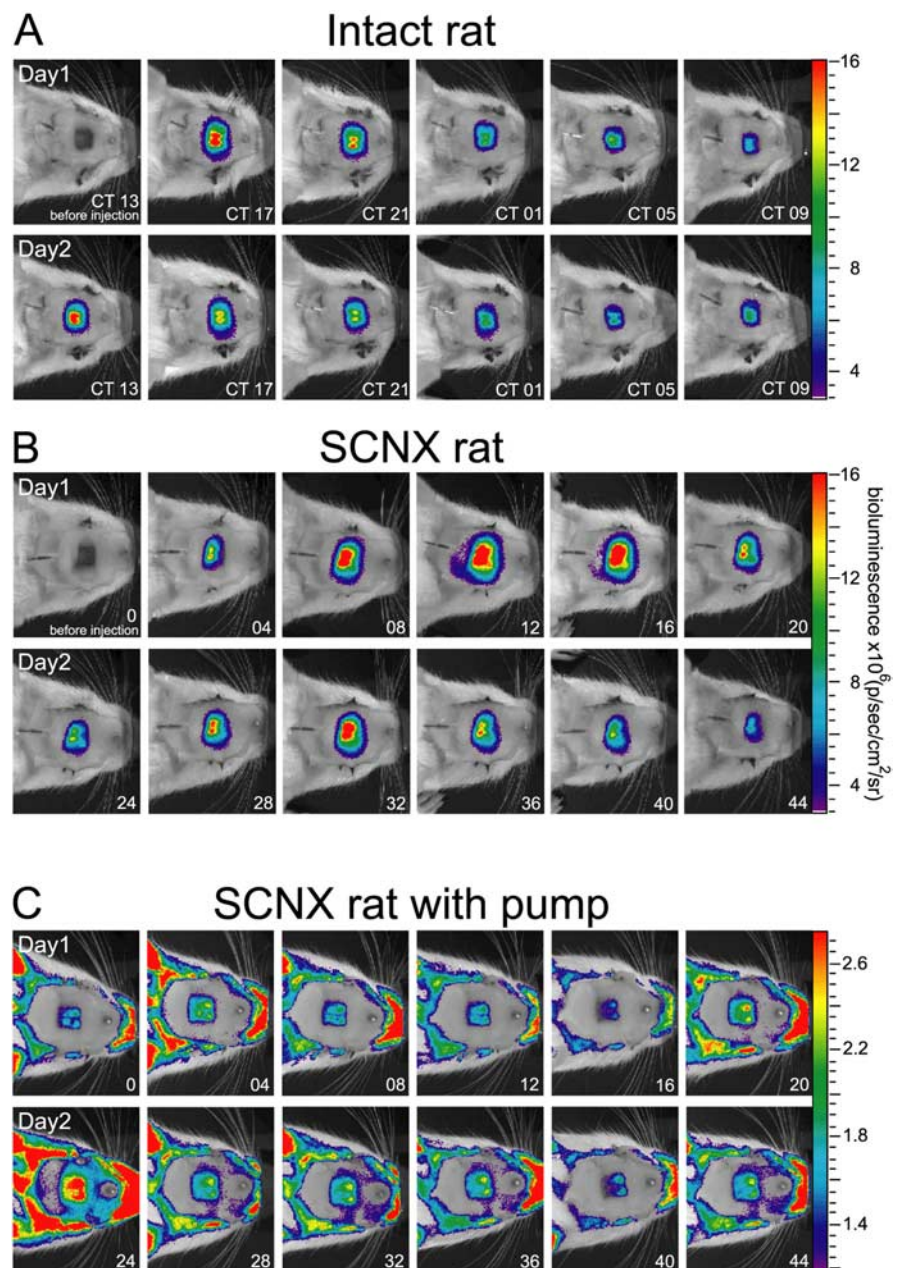 A
Intact rat
Day1
CT 13
before injection
CT 17
CT 21
CT 01
CT 05
CT 09
Day2
CT 13
CT 17
CT 21
CT 01
CT 05
CT 09
16
12
8
4
B
SCNX rat
Day1
0
before injection
04
08
12
16
20
Day2
24
28
32
36
40
44
16
12
8
4
bioluminescence x10⁶(p/sec/cm²/sr)
C
SCNX rat with pump
Day1
0
04
08
12
16
20
Day2
24
28
32
36
40
44
2.6
2.2
1.8
1.4